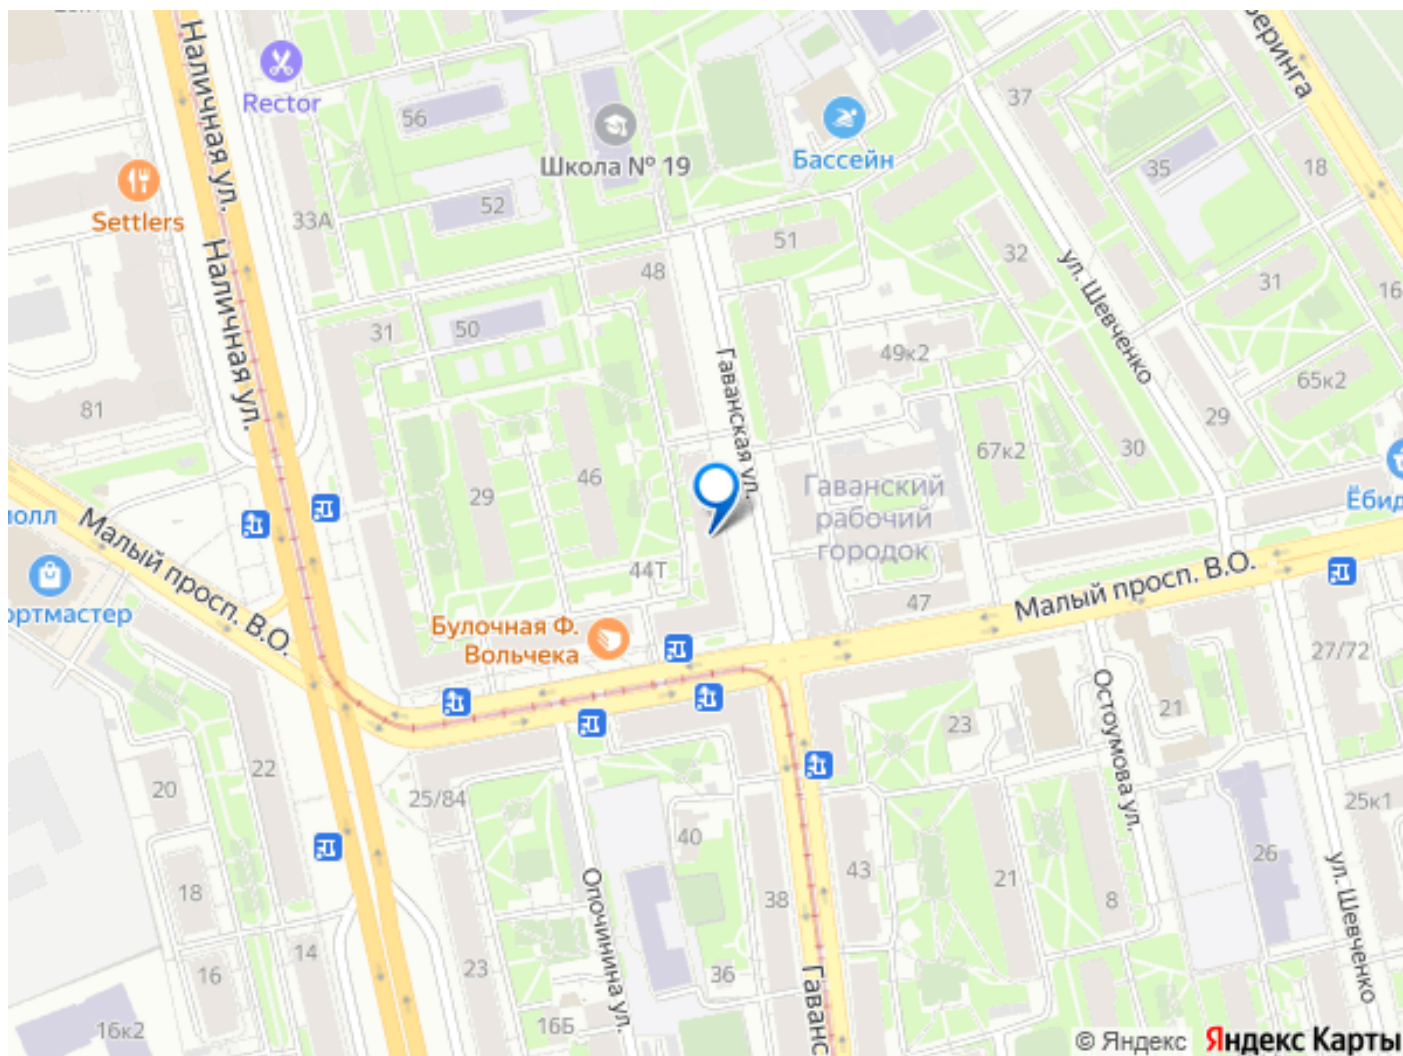 Наличная ул.
Rector
37
Беринга
56
Школа № 19
Бассейн
35
18
Settlers
33А
52
51
32
ул. Шевченко
31
16
48
50
31
Наличная ул.
Гаванская ул.
49к2
65к2
81
29
46
67к2
30
29
Гаванский
рабочий
городок
Ёбид
Малый просп. В.О.
44Т
Малый просп. В.О.
47
ортмастер
Булочная Ф.
Вольчека
27/72
Остоумова ул.
21
23
22
20
25/84
25к1
40
43
26
18
Опочинина ул.
38
21
8
ул. Шевченко
14
23
16
36
Гаванс
16Б
16к2
© Яндекс
Яндекс Карты